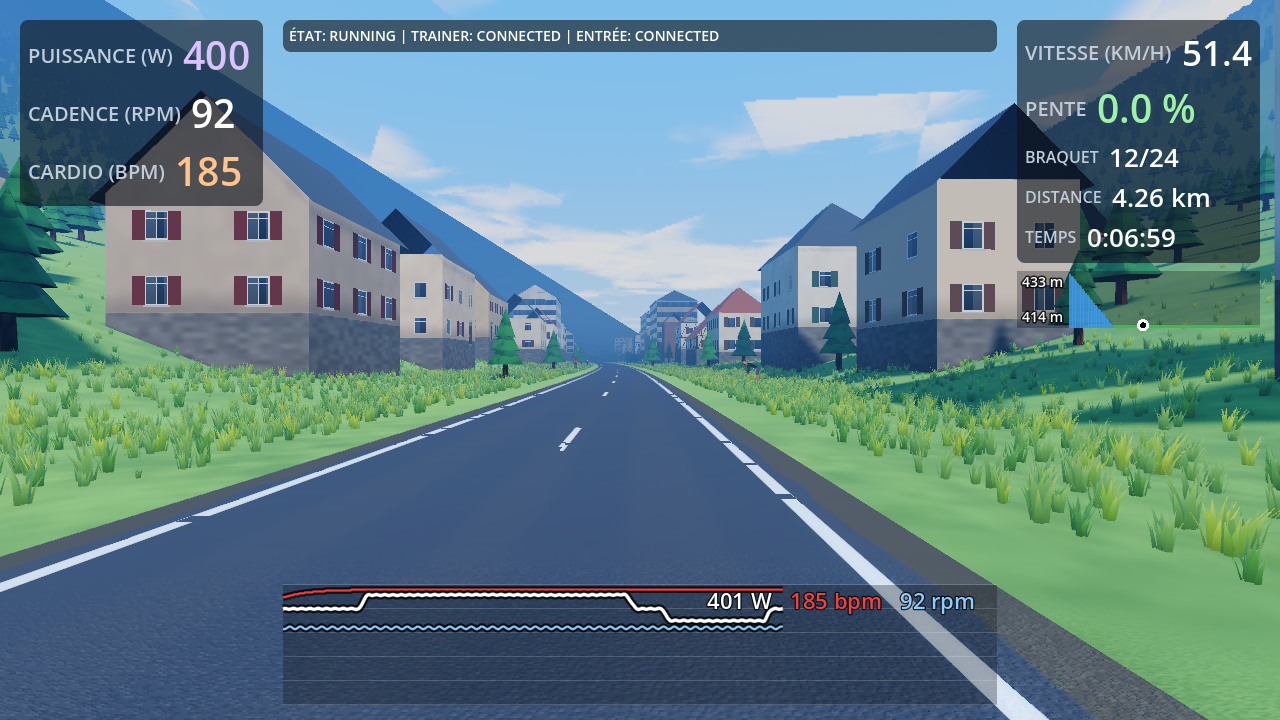 PUISSANCE (W) 400
CADENCE (RPM) 92
CARDIO (BPM) 185
ÉTAT: RUNNING | TRAINER: CONNECTED | ENTRÉE: CONNECTED
VITESSE (KM/H) 51.4
PENTE 0.0 %
BRAQUET 12/24
DISTANCE 4.26 km
TEMPS 0:06:59
433 m
414 m
401 W 185 bpm 92 rpm